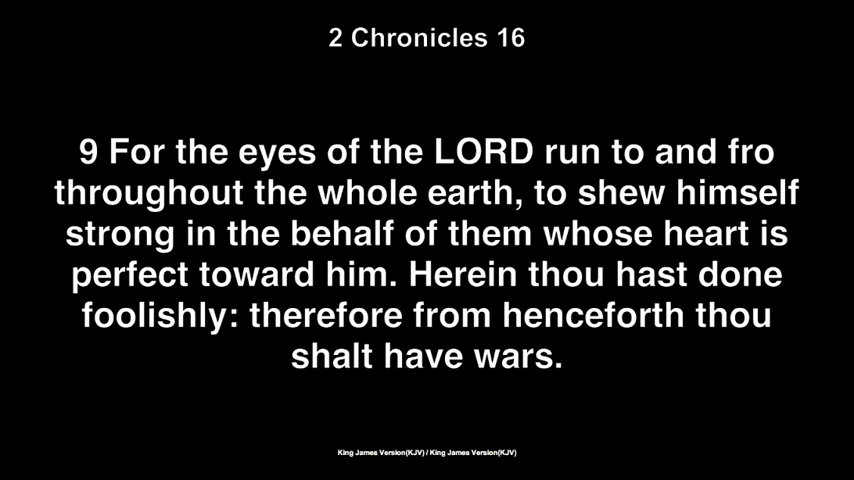 2 Chronicles 16
9 For the eyes of the LORD run to and fro
throughout the whole earth, to shew himself
strong in the behalf of them whose heart is
perfect toward him. Herein thou hast done
foolishly: therefore from henceforth thou
shalt have wars.
King James Version(KJV) / King James Version(KJV)